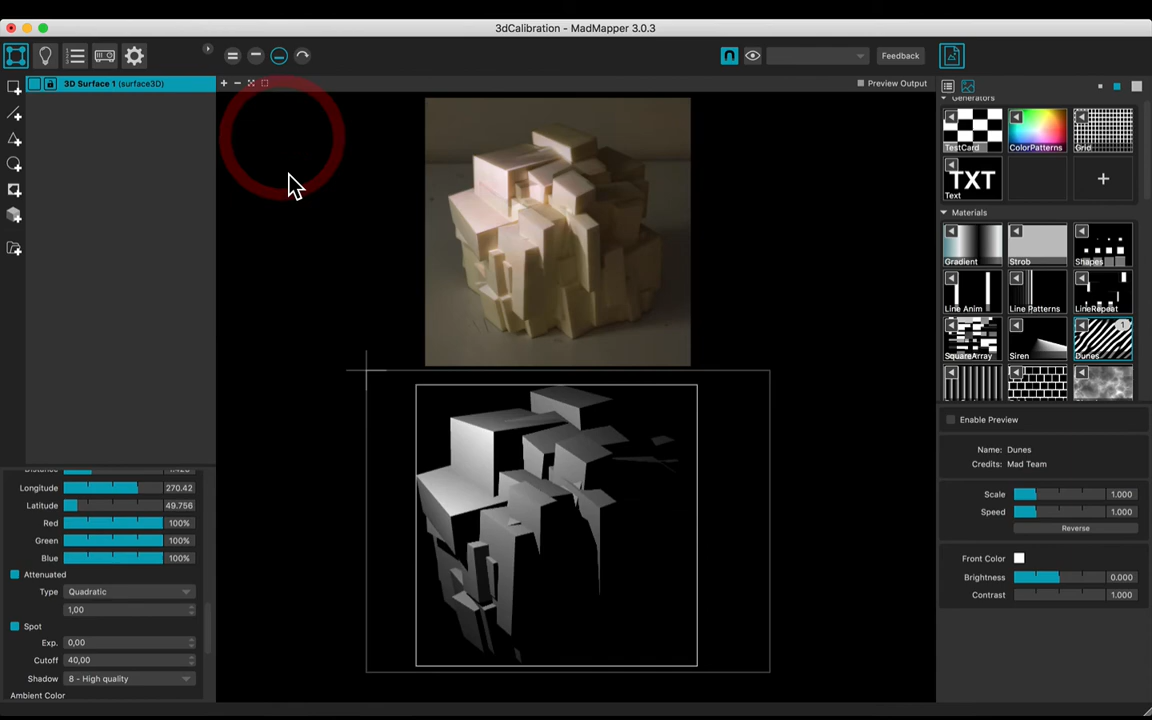 3dCalibration - MadMapper 3.0.3
Feedback
3D Surface 1 (surface3D)
Preview Output
Generators
TestCard
ColorPatterns
Grid
TXT
Text
Materials
Gradient
Strob
Shapes
Line Anim
Line Patterns
LineRepeat
SquareArray
Siren
Dunes
1
Enable Preview
Name: Dunes
Credits: Mad Team
Scale 1.000
Speed 1.000
Reverse
Front Color
Brightness 0.000
Contrast 1.000
Longitude 270.42
Latitude 49.756
Red 100%
Green 100%
Blue 100%
Attenuated
Type Quadratic
1,00
Spot
Exp. 0,00
Cutoff 40,00
Shadow 8 - High quality
Ambient Color